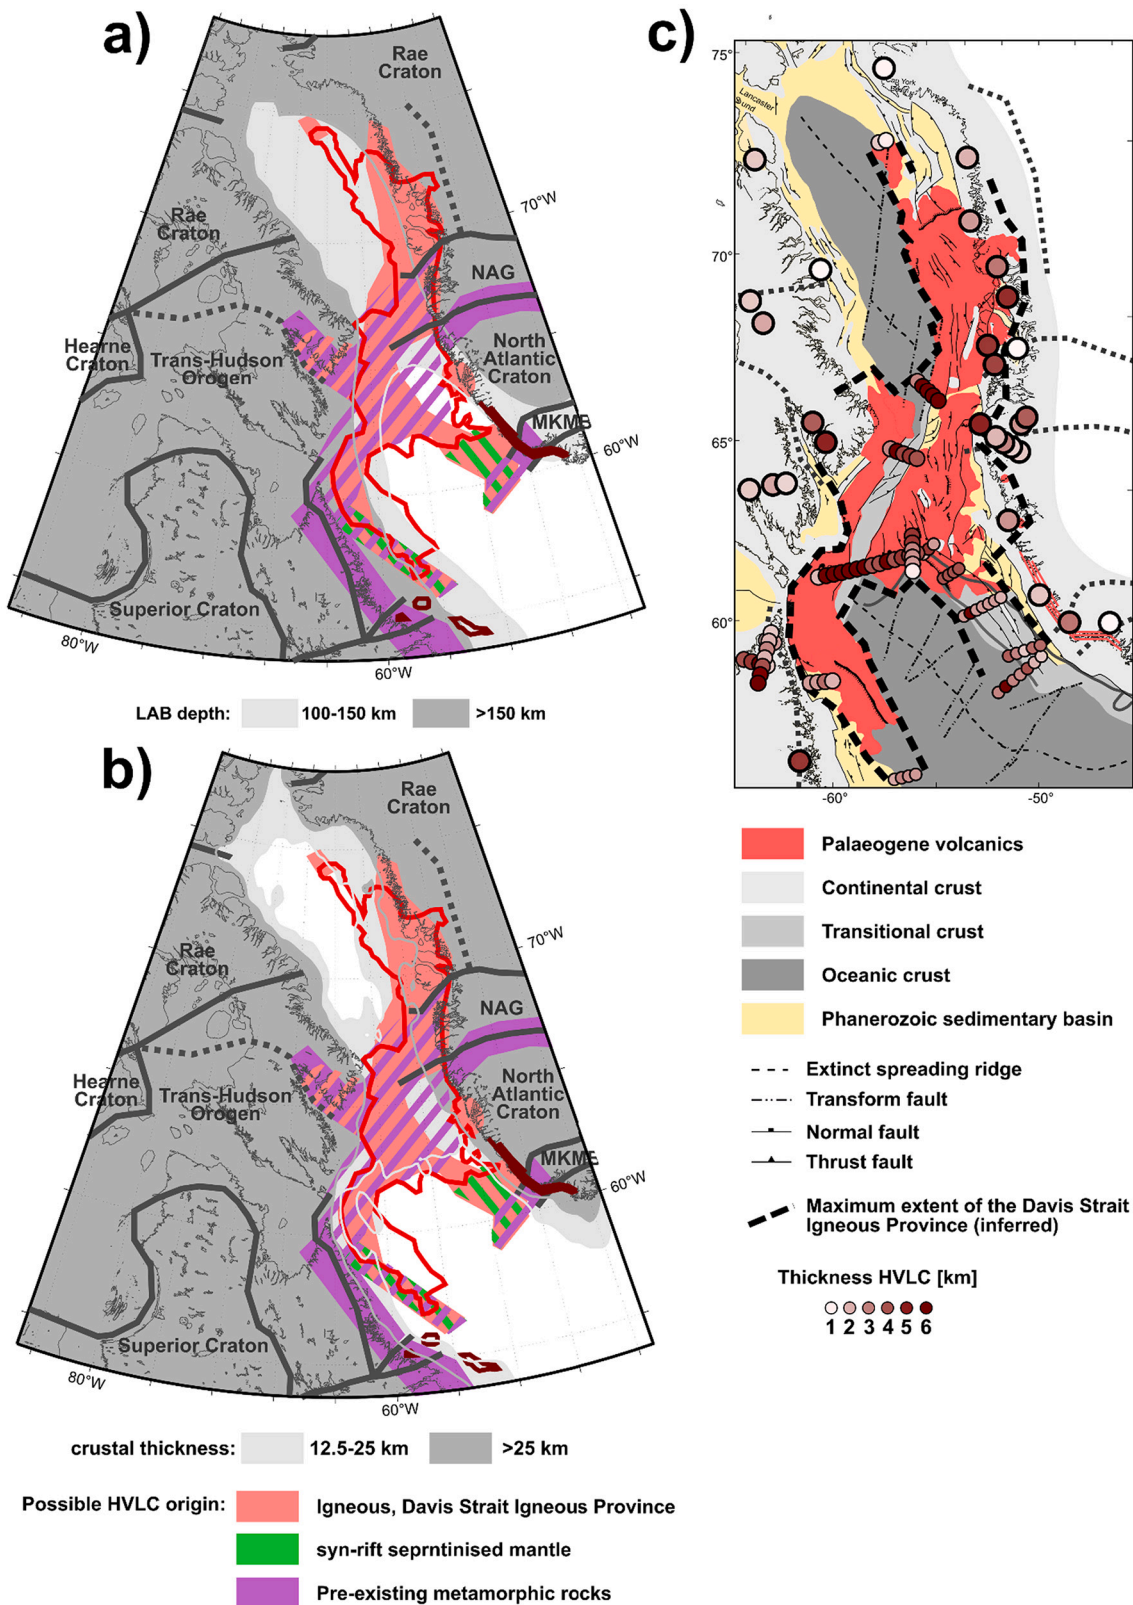 a)
Rae
Craton
70°W
Rae
Craton
NAG
Hearne
Craton
Trans-Hudson
Orogen
North
Atlantic
Craton
MKMB
60°W
Superior Craton
80°W
60°W
LAB depth:
100-150 km
>150 km
b)
Rae
Craton
70°W
Rae
Craton
NAG
Hearne
Craton
Trans-Hudson
Orogen
North
Atlantic
Craton
MKMB
60°W
Superior Craton
80°W
60°W
crustal thickness:
12.5-25 km
>25 km
Possible HVLC origin:
Igneous, Davis Strait Igneous Province
syn-rift seprntinised mantle
Pre-existing metamorphic rocks
c)
75°
70°
65°
60°
Lancaster
Cap York
-60°
-50°
Palaeogene volcanics
Continental crust
Transitional crust
Oceanic crust
Phanerozoic sedimentary basin
Extinct spreading ridge
Transform fault
Normal fault
Thrust fault
Maximum extent of the Davis Strait
Igneous Province (inferred)
Thickness HVLC [km]
1 2 3 4 5 6